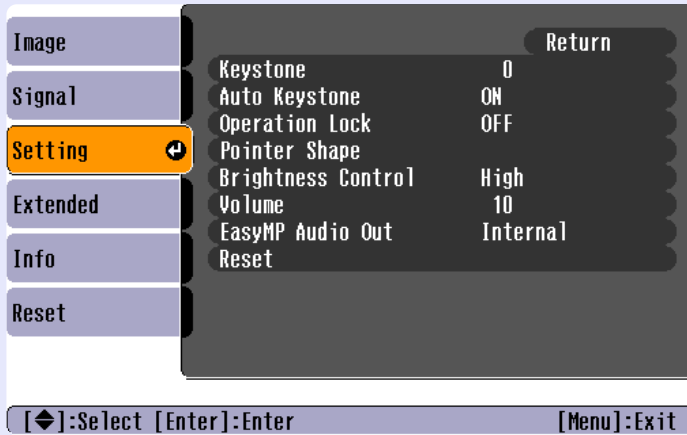 Image
Signal
Setting
Extended
Info
Reset
Return
Keystone 0
Auto Keystone ON
Operation Lock OFF
Pointer Shape
Brightness Control High
Volume 10
EasyMP Audio Out Internal
Reset
[◆]:Select [Enter]:Enter [Menu]:Exit